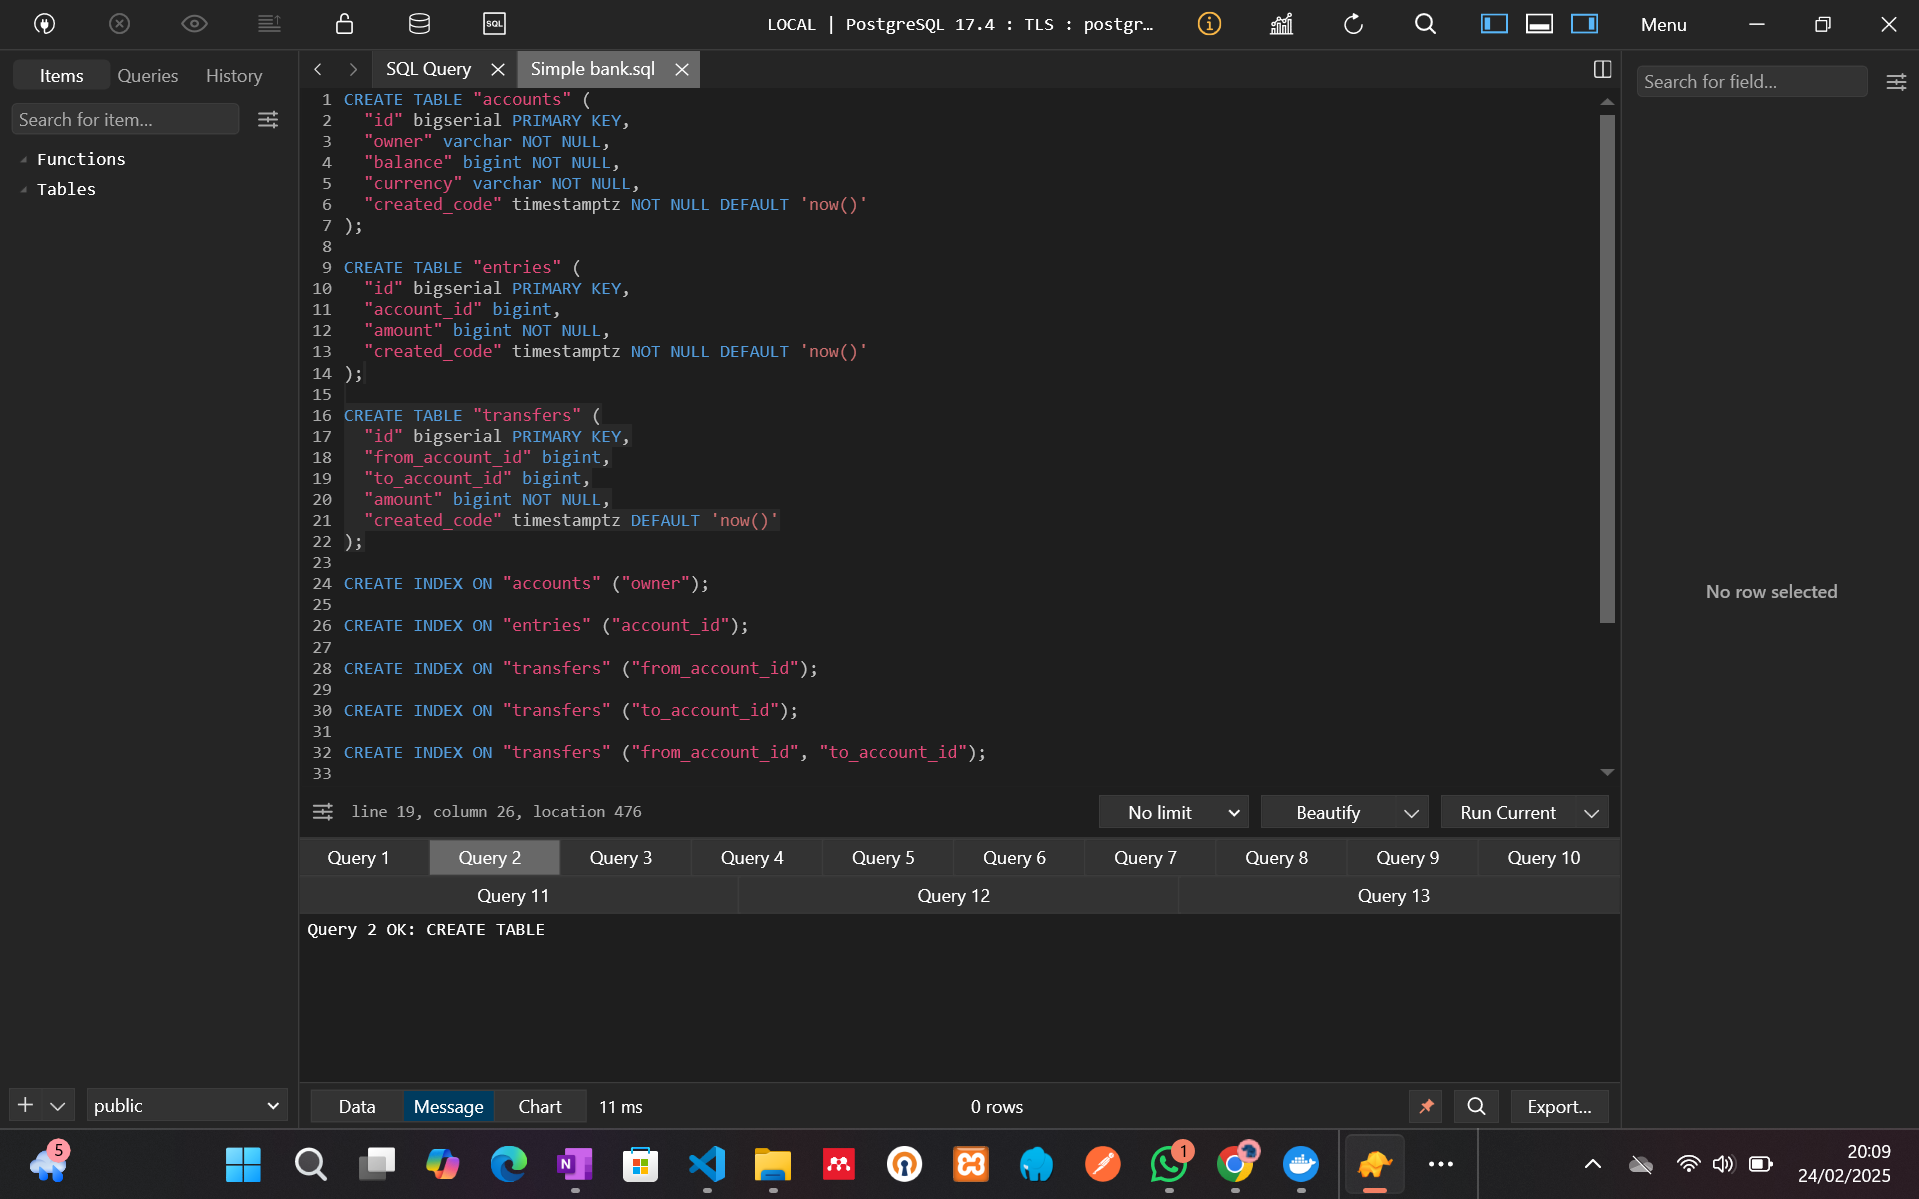 LOCAL | PostgreSQL 17.4 : TLS : postgr...
Menu
SQL
Items Queries History
Search for item...
Functions
Tables
SQL Query
Simple bank.sql
Search for field...
1 CREATE TABLE "accounts" (
2 "id" bigserial PRIMARY KEY,
3 "owner" varchar NOT NULL,
4 "balance" bigint NOT NULL,
5 "currency" varchar NOT NULL,
6 "created_code" timestamptz NOT NULL DEFAULT 'now()'
7 );
8
9 CREATE TABLE "entries" (
10 "id" bigserial PRIMARY KEY,
11 "account_id" bigint,
12 "amount" bigint NOT NULL,
13 "created_code" timestamptz NOT NULL DEFAULT 'now()'
14 );
15
16 CREATE TABLE "transfers" (
17 "id" bigserial PRIMARY KEY,
18 "from_account_id" bigint,
19 "to_account_id" bigint,
20 "amount" bigint NOT NULL,
21 "created_code" timestamptz DEFAULT 'now()'
22 );
23
24 CREATE INDEX ON "accounts" ("owner");
25
26 CREATE INDEX ON "entries" ("account_id");
27
28 CREATE INDEX ON "transfers" ("from_account_id");
29
30 CREATE INDEX ON "transfers" ("to_account_id");
31
32 CREATE INDEX ON "transfers" ("from_account_id", "to_account_id");
33
No row selected
line 19, column 26, location 476
No limit
Beautify
Run Current
Query 1 Query 2 Query 3 Query 4 Query 5 Query 6 Query 7 Query 8 Query 9 Query 10
Query 11 Query 12 Query 13
Query 2 OK: CREATE TABLE
public
Data Message Chart 11 ms
0 rows
Export...
5
N
1
20:09
24/02/2025